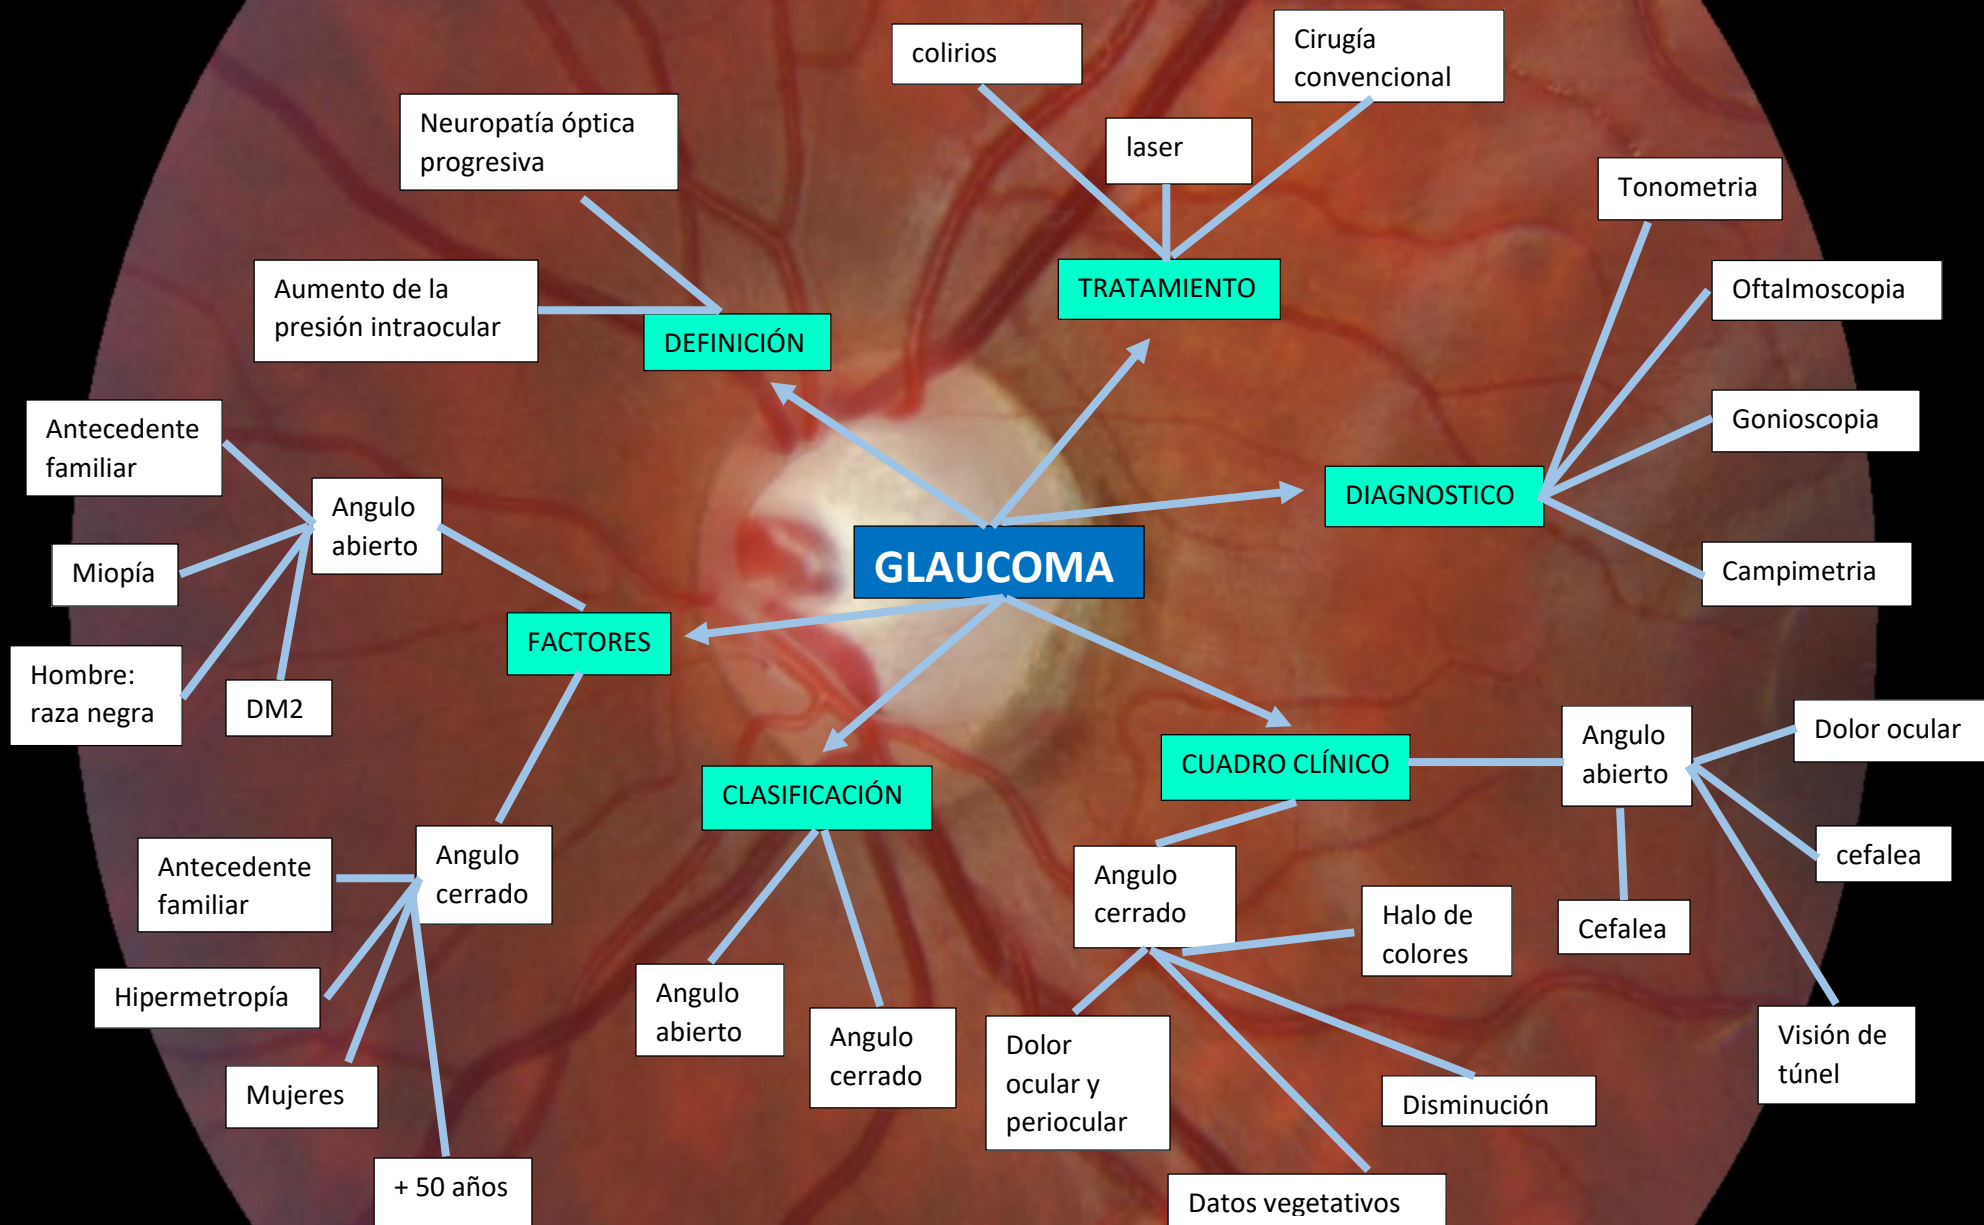 colirios
Cirugía
convencional
laser
TRATAMIENTO
Neuropatía óptica
progresiva
Aumento de la
presión intraocular
DEFINICIÓN
Tonometria
Oftalmoscopia
Gonioscopia
DIAGNOSTICO
Campimetria
GLAUCOMA
Antecedente
familiar
Angulo
abierto
Miopía
Hombre:
raza negra
DM2
FACTORES
Angulo
cerrado
Antecedente
familiar
Hipermetropía
Mujeres
+ 50 años
CLASIFICACIÓN
Angulo
abierto
Angulo
cerrado
CUADRO CLÍNICO
Angulo
abierto
Dolor ocular
cefalea
Cefalea
Visión de
túnel
Angulo
cerrado
Halo de
colores
Dolor
ocular y
periocular
Disminución
Datos vegetativos